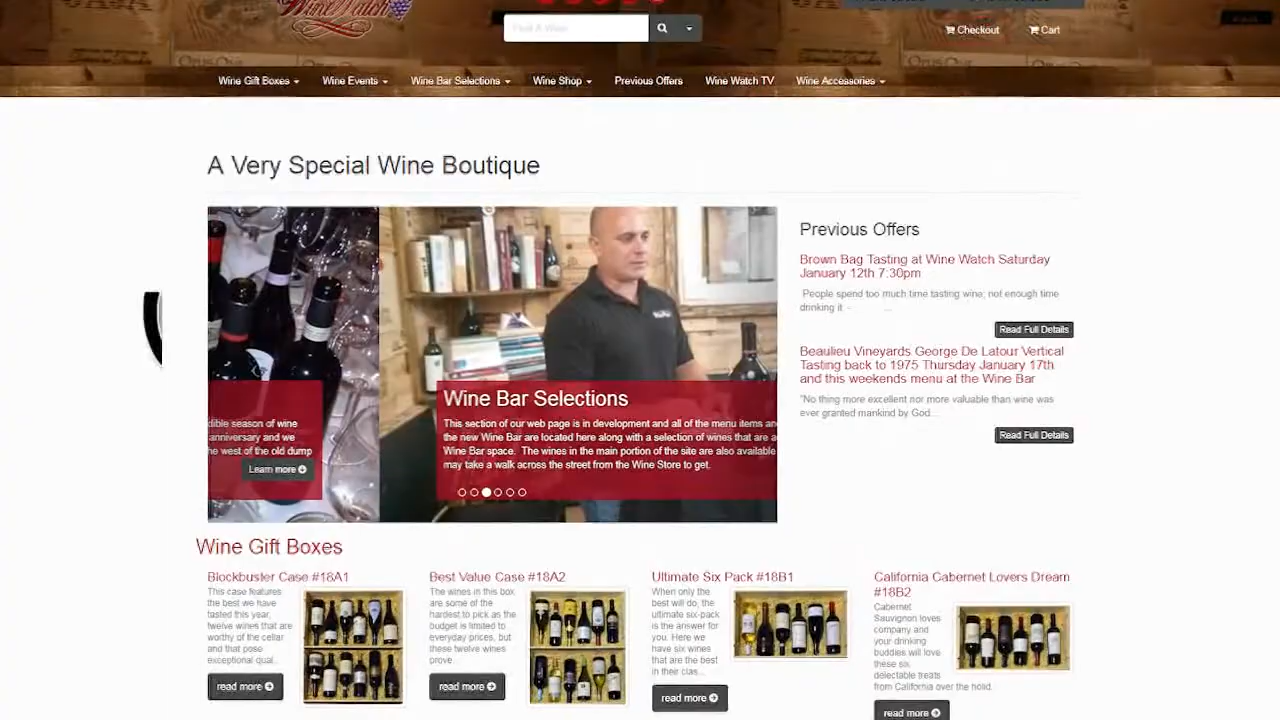 Wine Watch
Find A Wine
Checkout
Cart
Wine Gift Boxes
Wine Events
Wine Bar Selections
Wine Shop
Previous Offers
Wine Watch TV
Wine Accessories
A Very Special Wine Boutique
dible season of wine
anniversary and we
he west of the old dump
Learn more
Wine Bar Selections
This section of our web page is in development and all of the menu items an
the new Wine Bar are located here along with a selection of wines that are a
Wine Bar space. The wines in the main portion of the site are also available
may take a walk across the street from the Wine Store to get.
Previous Offers
Brown Bag Tasting at Wine Watch Saturday
January 12th 7:30pm
People spend too much time tasting wine; not enough time
drinking it - ...
Read Full Details
Beaulieu Vineyards George De Latour Vertical
Tasting back to 1975 Thursday January 17th
and this weekends menu at the Wine Bar
"No thing more excellent nor more valuable than wine was
ever granted mankind by God...
Read Full Details
Wine Gift Boxes
Blockbuster Case #18A1
This case features
the best we have
tasted this year,
twelve wines that are
worthy of the cellar
and that pose
exceptional qual...
read more
Best Value Case #18A2
The wines in this box
are some of the
hardest to pick as the
budget is limited to
everyday prices, but
these twelve wines
prove...
read more
Ultimate Six Pack #18B1
When only the
best will do, the
ultimate six-pack
is the answer for
you. Here we
have six wines
that are the best
in their clas...
read more
California Cabernet Lovers Dream
#18B2
Cabernet
Sauvignon loves
company and
your drinking
buddies will love
these six
delectable treats
from California over the holid...
read more